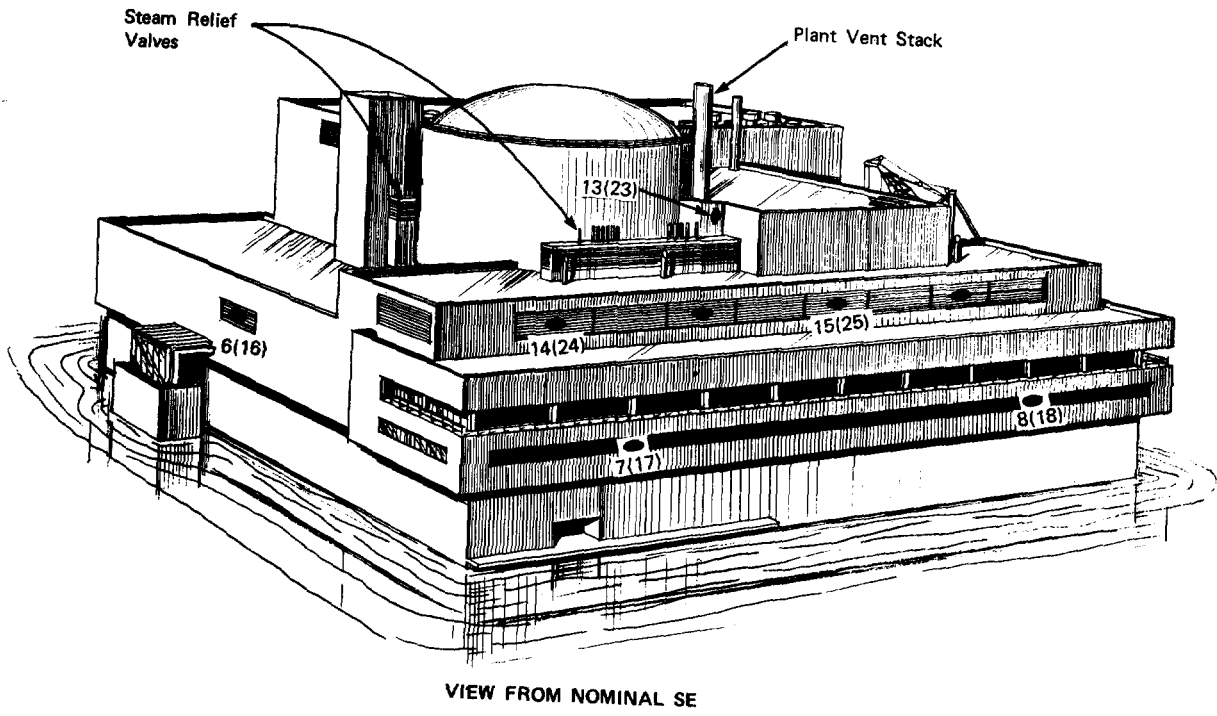 Steam Relief
Valves
Plant Vent Stack
13(23)
6(16)
14(24)
15(25)
7(17)
8(18)
VIEW FROM NOMINAL SE